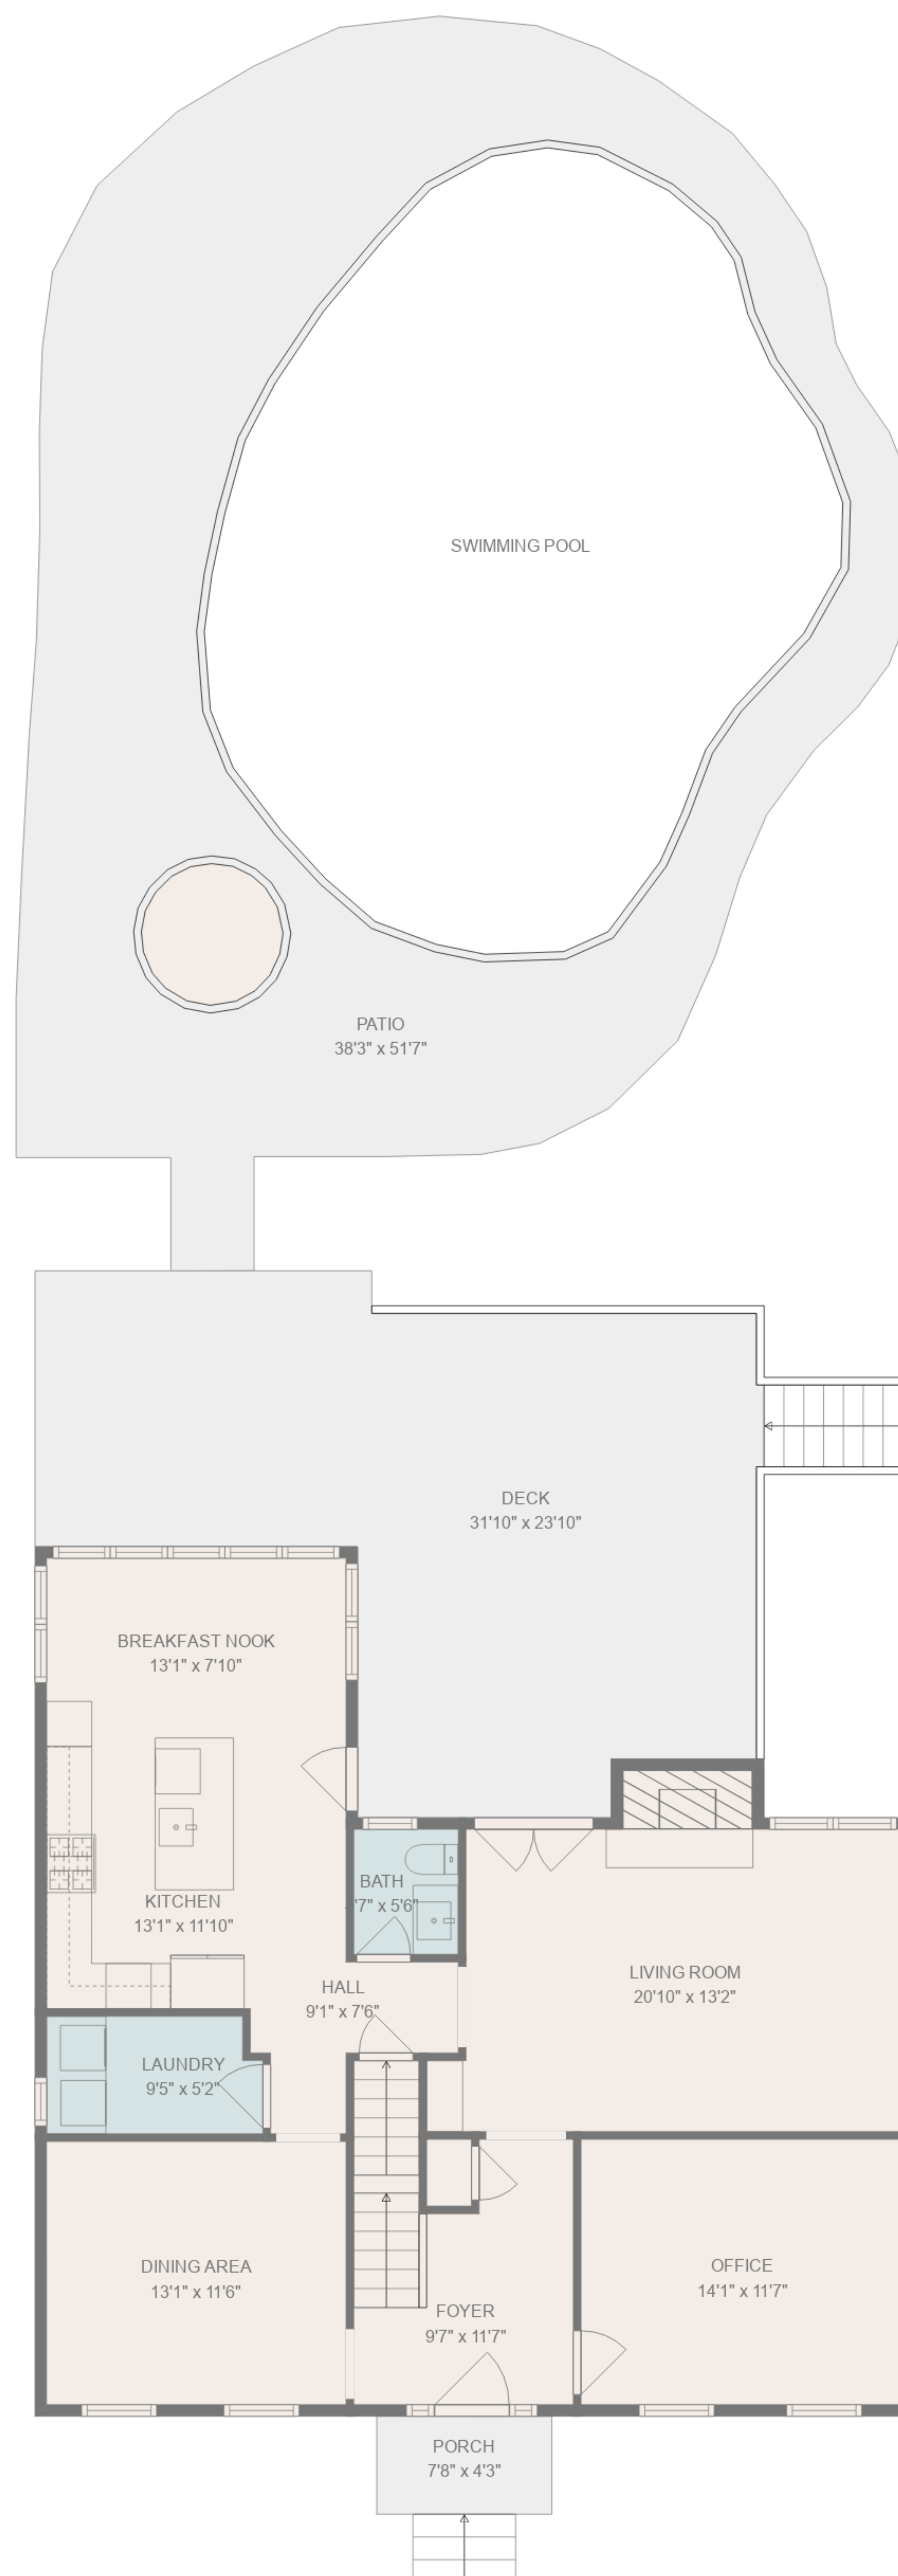 SWIMMING POOL
PATIO
38'3" x 51'7"
DECK
31'10" x 23'10"
BREAKFAST NOOK
13'1" x 7'10"
BATH
'7" x 5'6"
KITCHEN
13'1" x 11'10"
LIVING ROOM
20'10" x 13'2"
HALL
9'1" x 7'6"
LAUNDRY
9'5" x 5'2"
DINING AREA
13'1" x 11'6"
OFFICE
14'1" x 11'7"
FOYER
9'7" x 11'7"
PORCH
7'8" x 4'3"